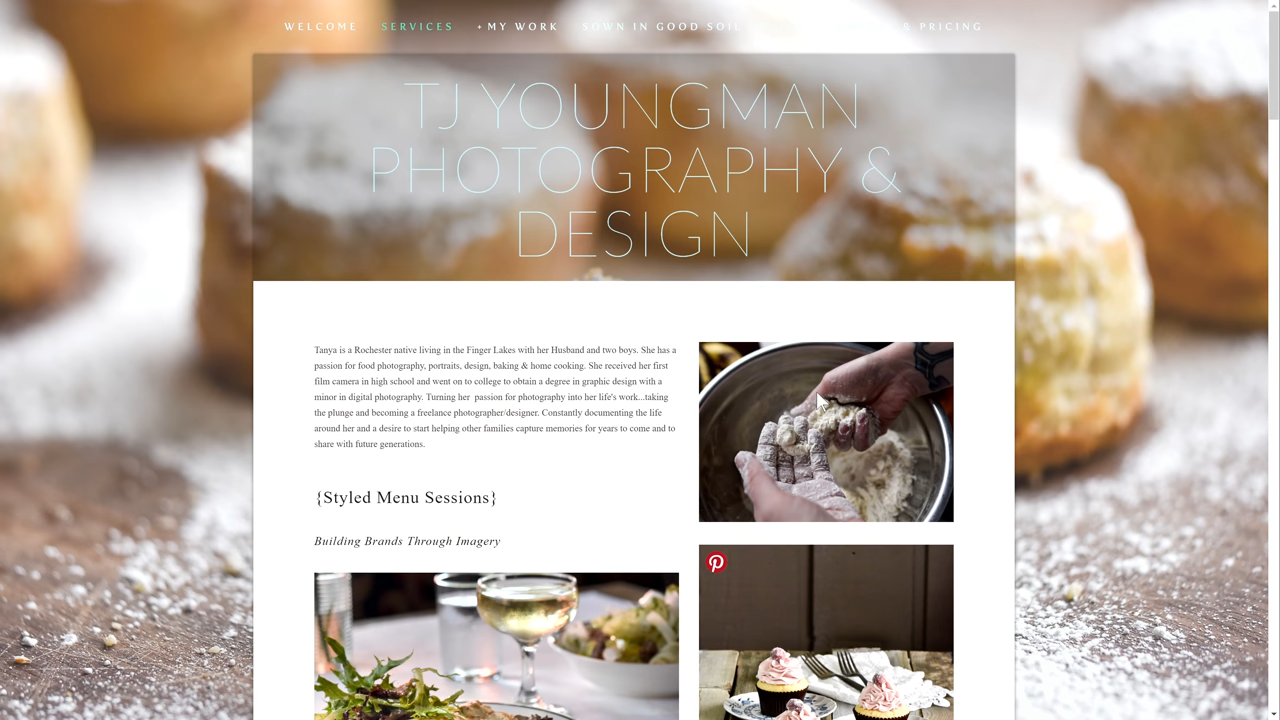 WELCOME SERVICES + MY WORK SOWN IN GOOD SOIL & PRICING
TJ YOUNGMAN
PHOTOGRAPHY &
DESIGN
Tanya is a Rochester native living in the Finger Lakes with her Husband and two boys. She has a
passion for food photography, portraits, design, baking & home cooking. She received her first
film camera in high school and went on to college to obtain a degree in graphic design with a
minor in digital photography. Turning her  passion for photography into her life's work...taking
the plunge and becoming a freelance photographer/designer. Constantly documenting the life
around her and a desire to start helping other families capture memories for years to come and to
share with future generations.
{Styled Menu Sessions}
Building Brands Through Imagery